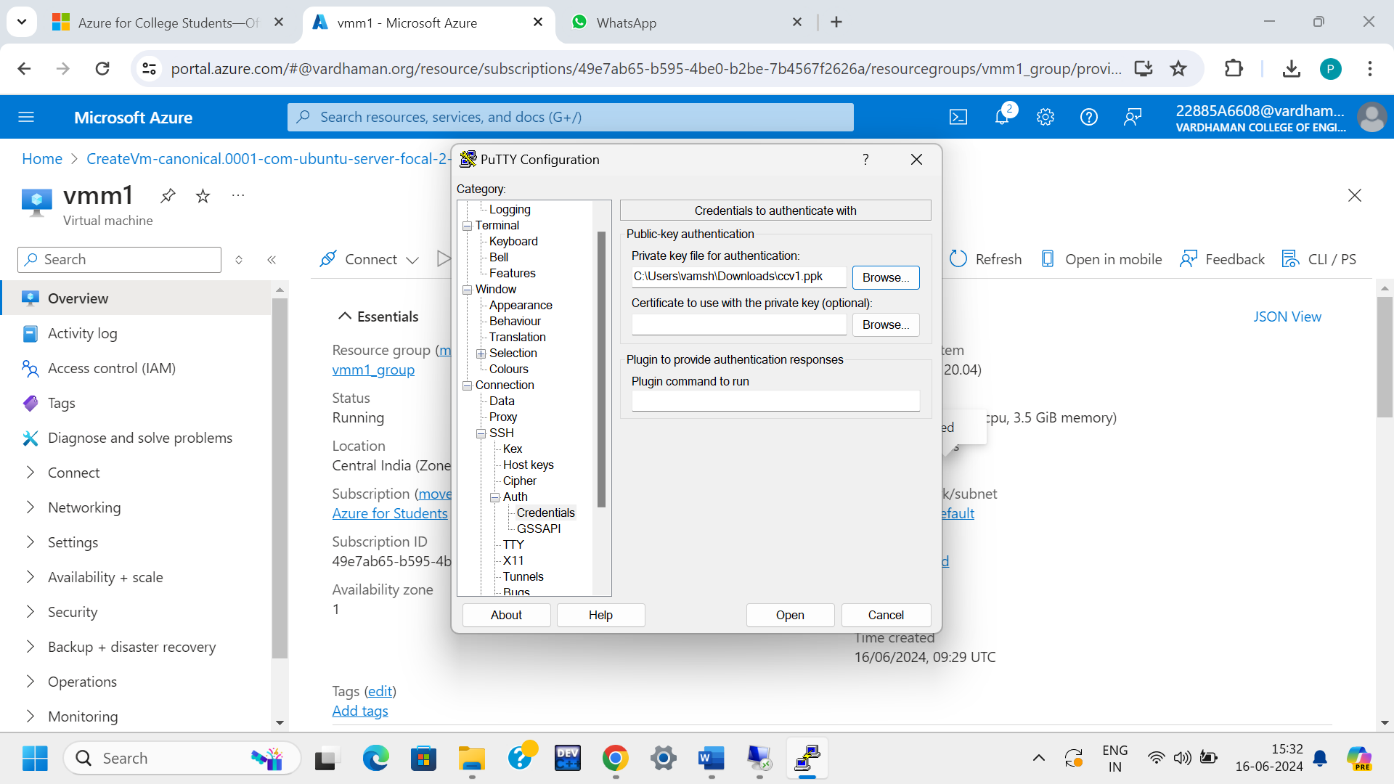 Azure for College Students—Of
vmm1 - Microsoft Azure
WhatsApp
portal.azure.com/#@vardhaman.org/resource/subscriptions/49e7ab65-b595-4be0-b2be-7b4567f2626a/resourcegroups/vmm1_group/provi...
P
Microsoft Azure
Search resources, services, and docs (G+/)
2
22885A6608@vardham...
VARDHAMAN COLLEGE OF ENGI...
Home > CreateVm-canonical.0001-com-ubuntu-server-focal-2-
vmm1
Virtual machine
Search
Connect
Refresh
Open in mobile
Feedback
CLI / PS
Overview
Activity log
Access control (IAM)
Tags
Diagnose and solve problems
Connect
Networking
Settings
Availability + scale
Security
Backup + disaster recovery
Operations
Monitoring
Essentials
JSON View
Resource group (m
vmm1_group
Status
Running
Location
Central India (Zone
Subscription (move
Azure for Students
Subscription ID
49e7ab65-b595-4b
Availability zone
1
Tags (edit)
Add tags
20.04)
cpu, 3.5 GiB memory)
ed
k/subnet
efault
d
Time created
16/06/2024, 09:29 UTC
PuTTY Configuration
?
Category:
Logging
Terminal
Keyboard
Bell
Features
Window
Appearance
Behaviour
Translation
Selection
Colours
Connection
Data
Proxy
SSH
Kex
Host keys
Cipher
Auth
Credentials
GSSAPI
TTY
X11
Tunnels
Bugs
Credentials to authenticate with
Public-key authentication
Private key file for authentication:
C:\Users\vamsh\Downloads\ccv1.ppk
Browse...
Certificate to use with the private key (optional):
Browse...
Plugin to provide authentication responses
Plugin command to run
About
Help
Open
Cancel
Search
DEV
ENG
IN
15:32
16-06-2024
PRE